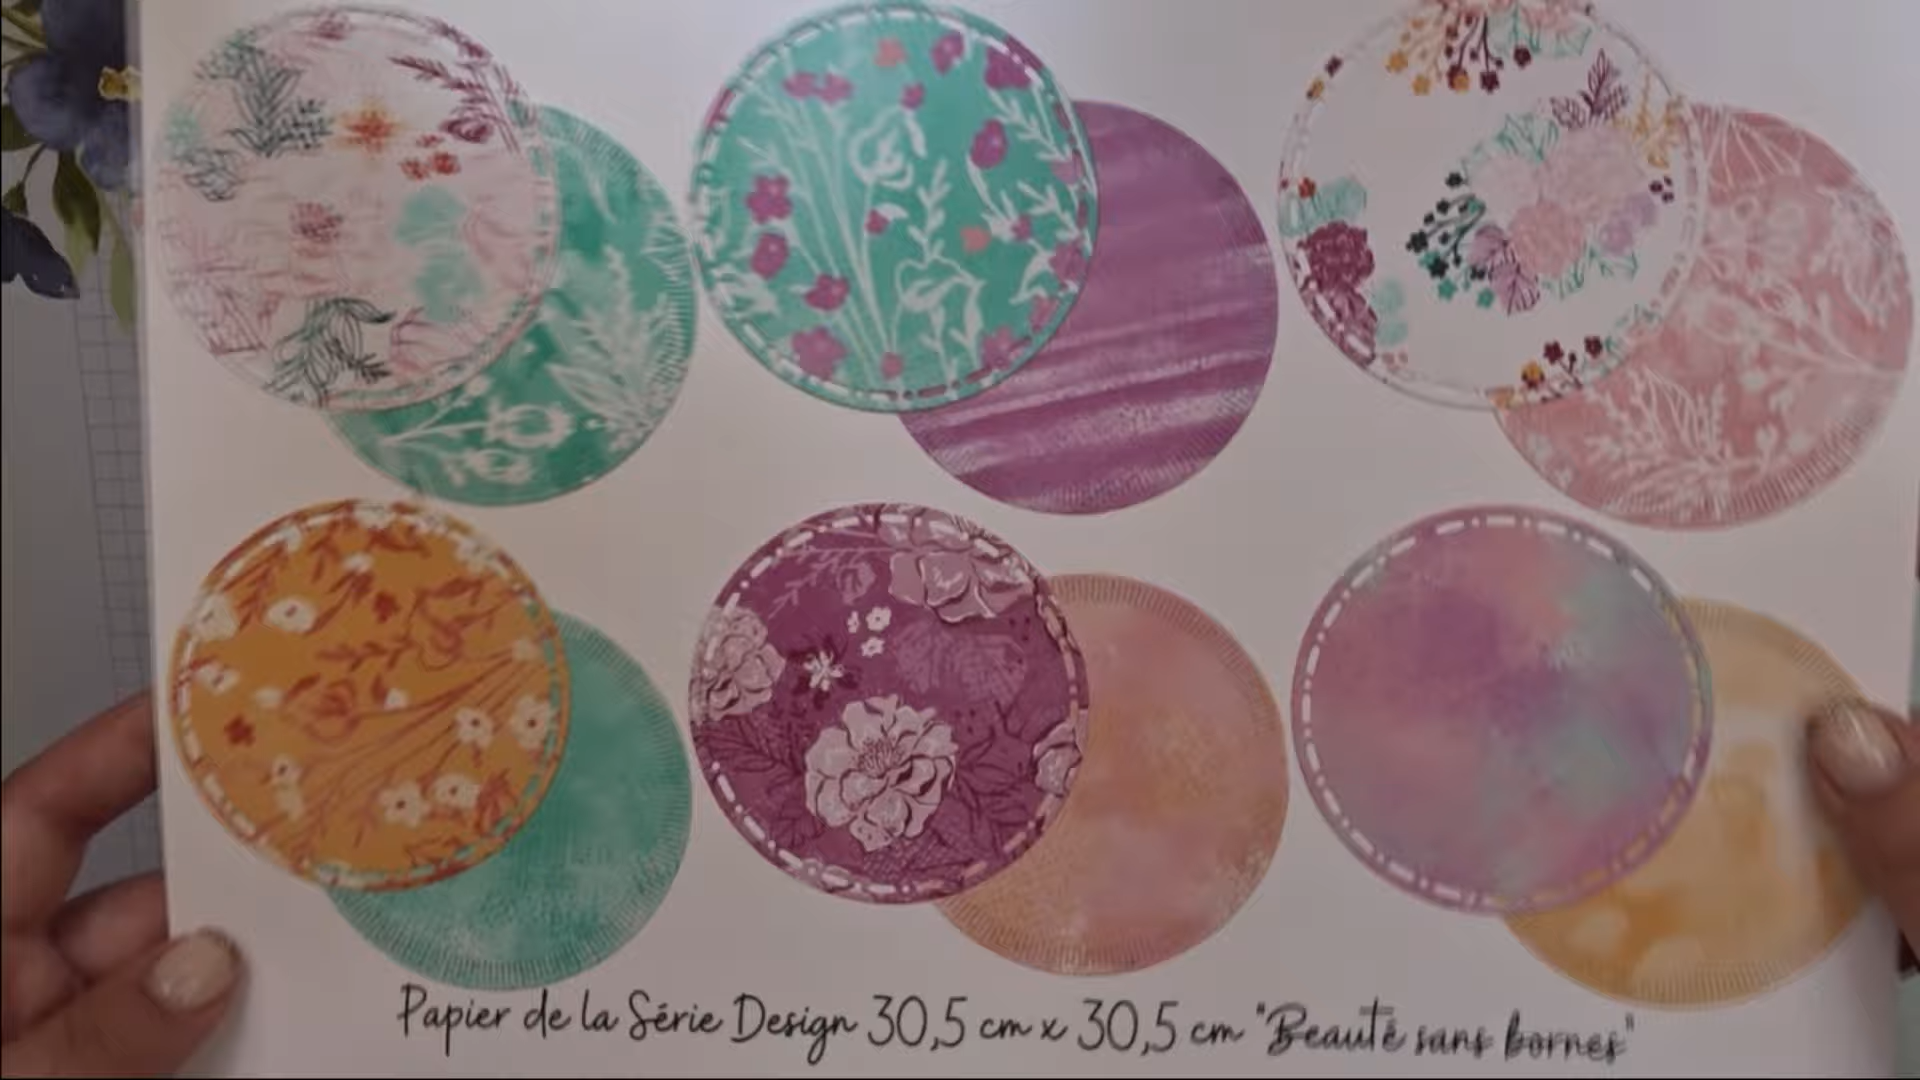 Papier de la Série Design 30,5 cm x 30,5 cm "Beauté sans bornes"